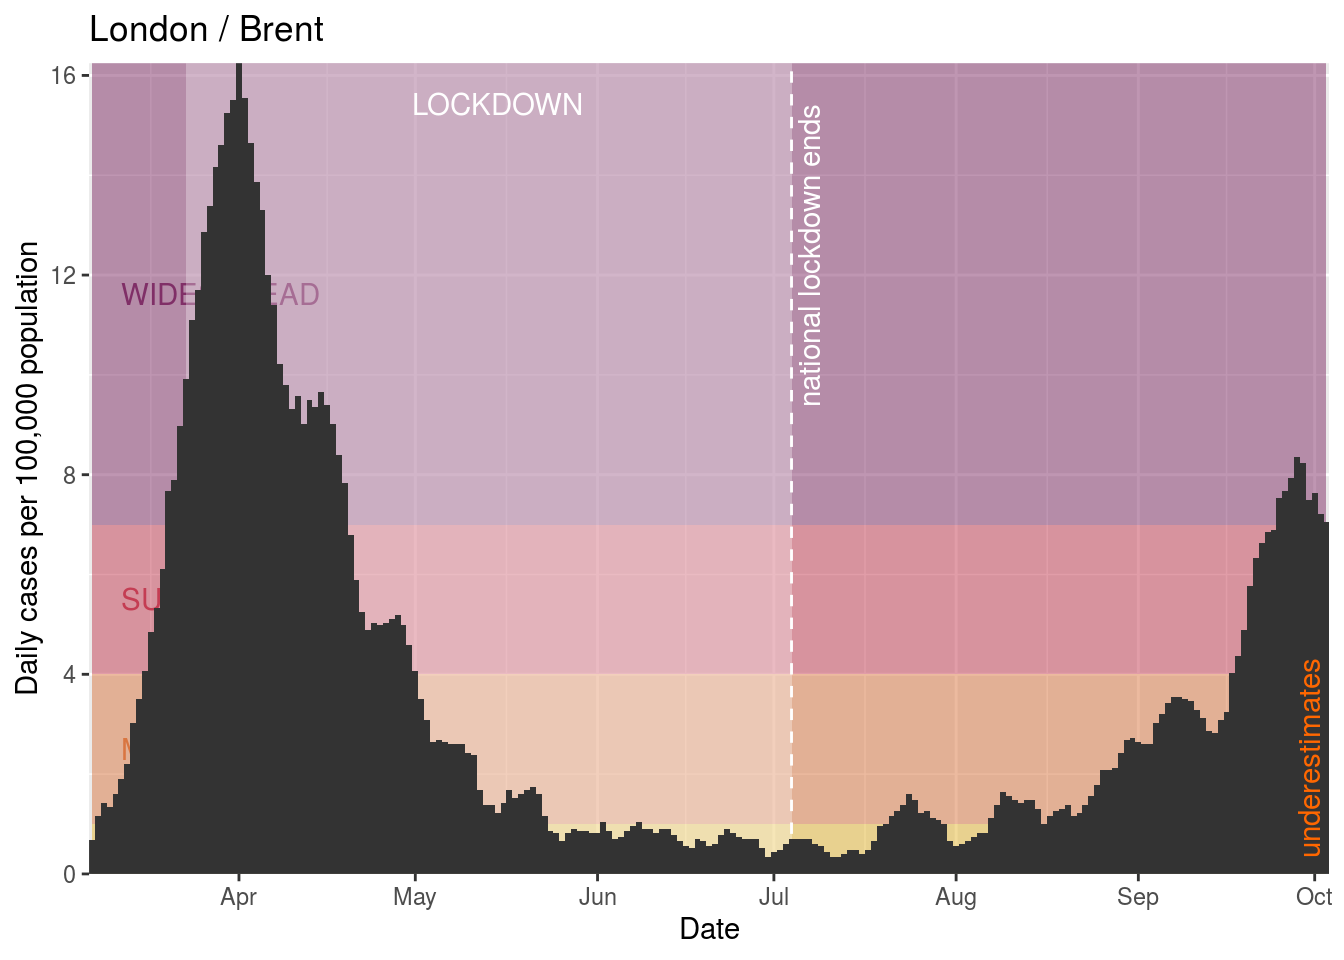 London / Brent
16
12
8
4
0
Daily cases per 100,000 population
LOCKDOWN
national lockdown ends
underestimates
Apr
May
Jun
Jul
Aug
Sep
Oct
Date